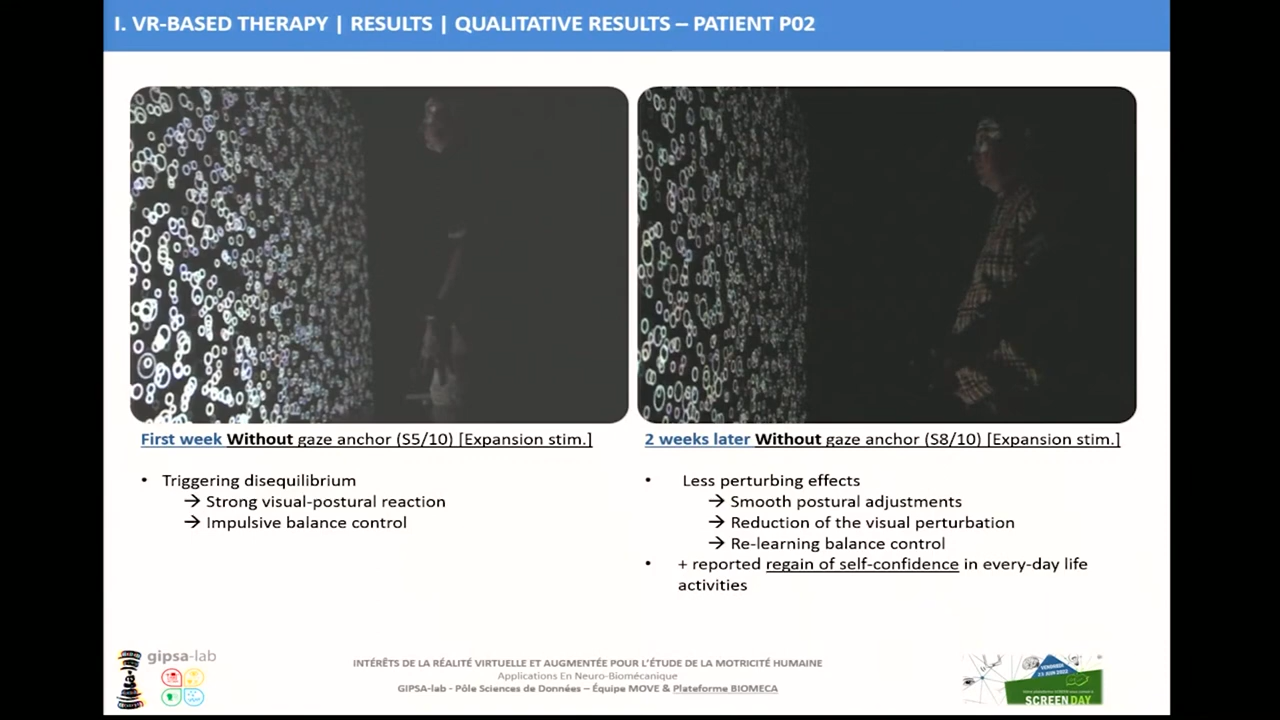 I. VR-BASED THERAPY | RESULTS | QUALITATIVE RESULTS – PATIENT P02
First week Without gaze anchor (S5/10) [Expansion stim.]
• Triggering disequilibrium
→ Strong visual-postural reaction
→ Impulsive balance control
2 weeks later Without gaze anchor (S8/10) [Expansion stim.]
• Less perturbing effects
→ Smooth postural adjustments
→ Reduction of the visual perturbation
→ Re-learning balance control
• + reported regain of self-confidence in every-day life
activities
gipsa-lab
INTÉRÊTS DE LA RÉALITÉ VIRTUELLE ET AUGMENTÉE POUR L'ÉTUDE DE LA MOTRICITÉ HUMAINE
Applications En Neuro-Biomécanique
GIPSA-lab - Pôle Sciences de Données – Équipe MOVE & Plateforme BIOMECA
VENDREDI
SCREEN DAY